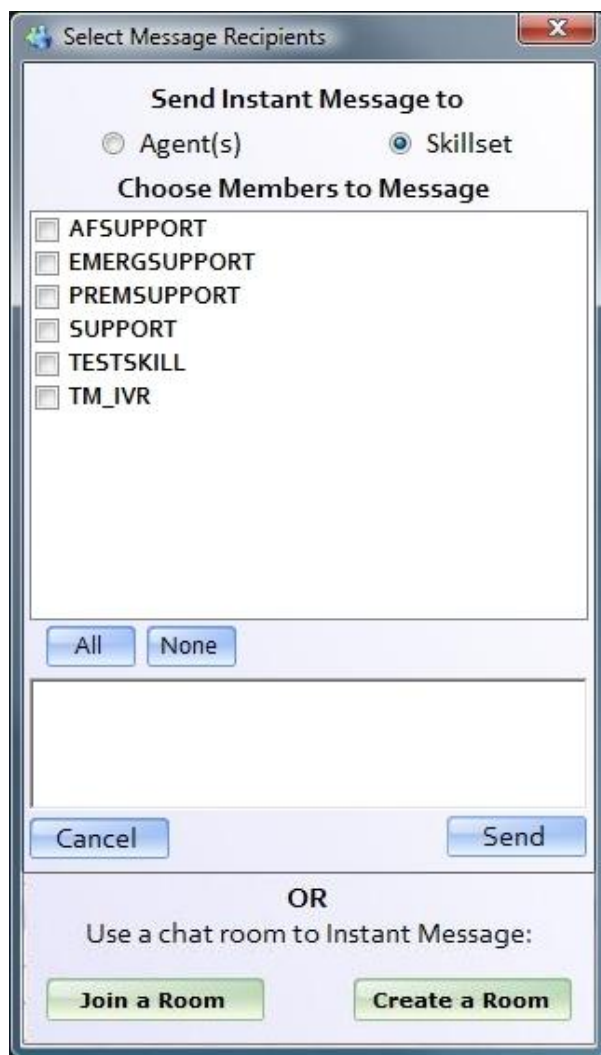 Select Message Recipients
Send Instant Message to
Agent(s) Skillset
Choose Members to Message
AFSUPPORT
EMERGSUPPORT
PREMSUPPORT
SUPPORT
TESTSKILL
TM_IVR
All None
Cancel Send
OR
Use a chat room to Instant Message:
Join a Room Create a Room